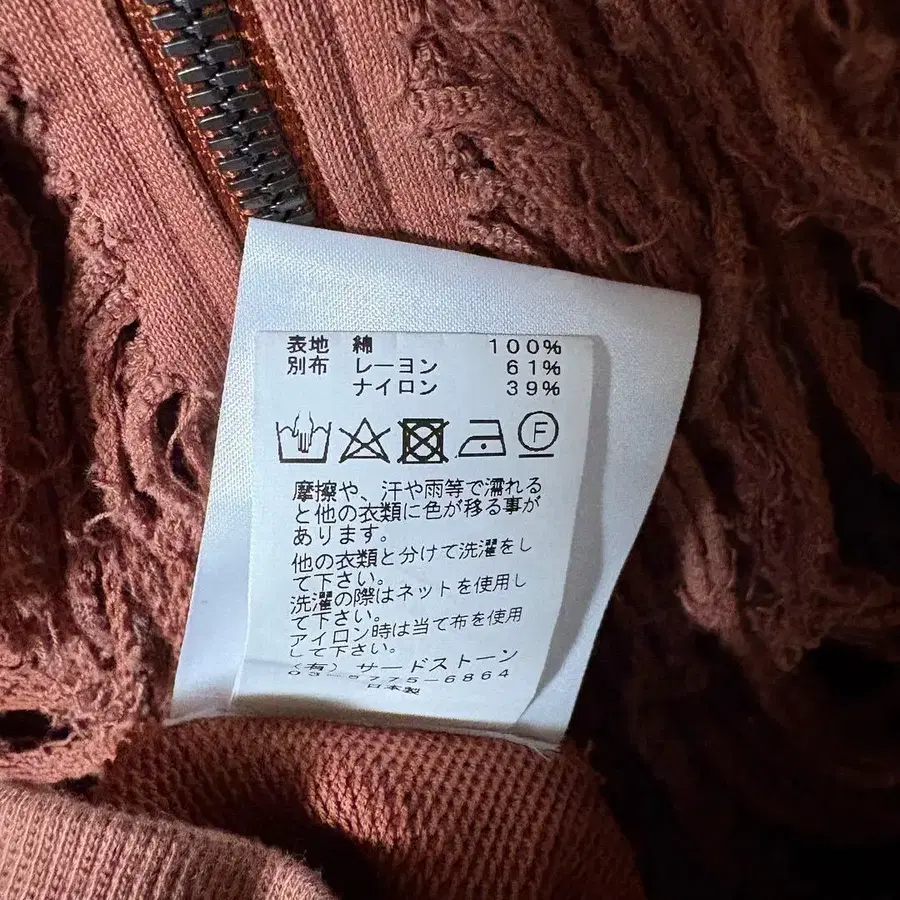 表地 綿 100%
別布 レーヨン 61%
ナイロン 39%
F
摩擦や、汗や雨等で濡れる
と他の衣類に色が移る事が
あります。
他の衣類と分けて洗濯をし
て下さい。
洗濯の際はネットを使用し
て下さい。
アイロン時は当て布を使用
して下さい。
(有) サードストーン
03-5775-6864
日本製